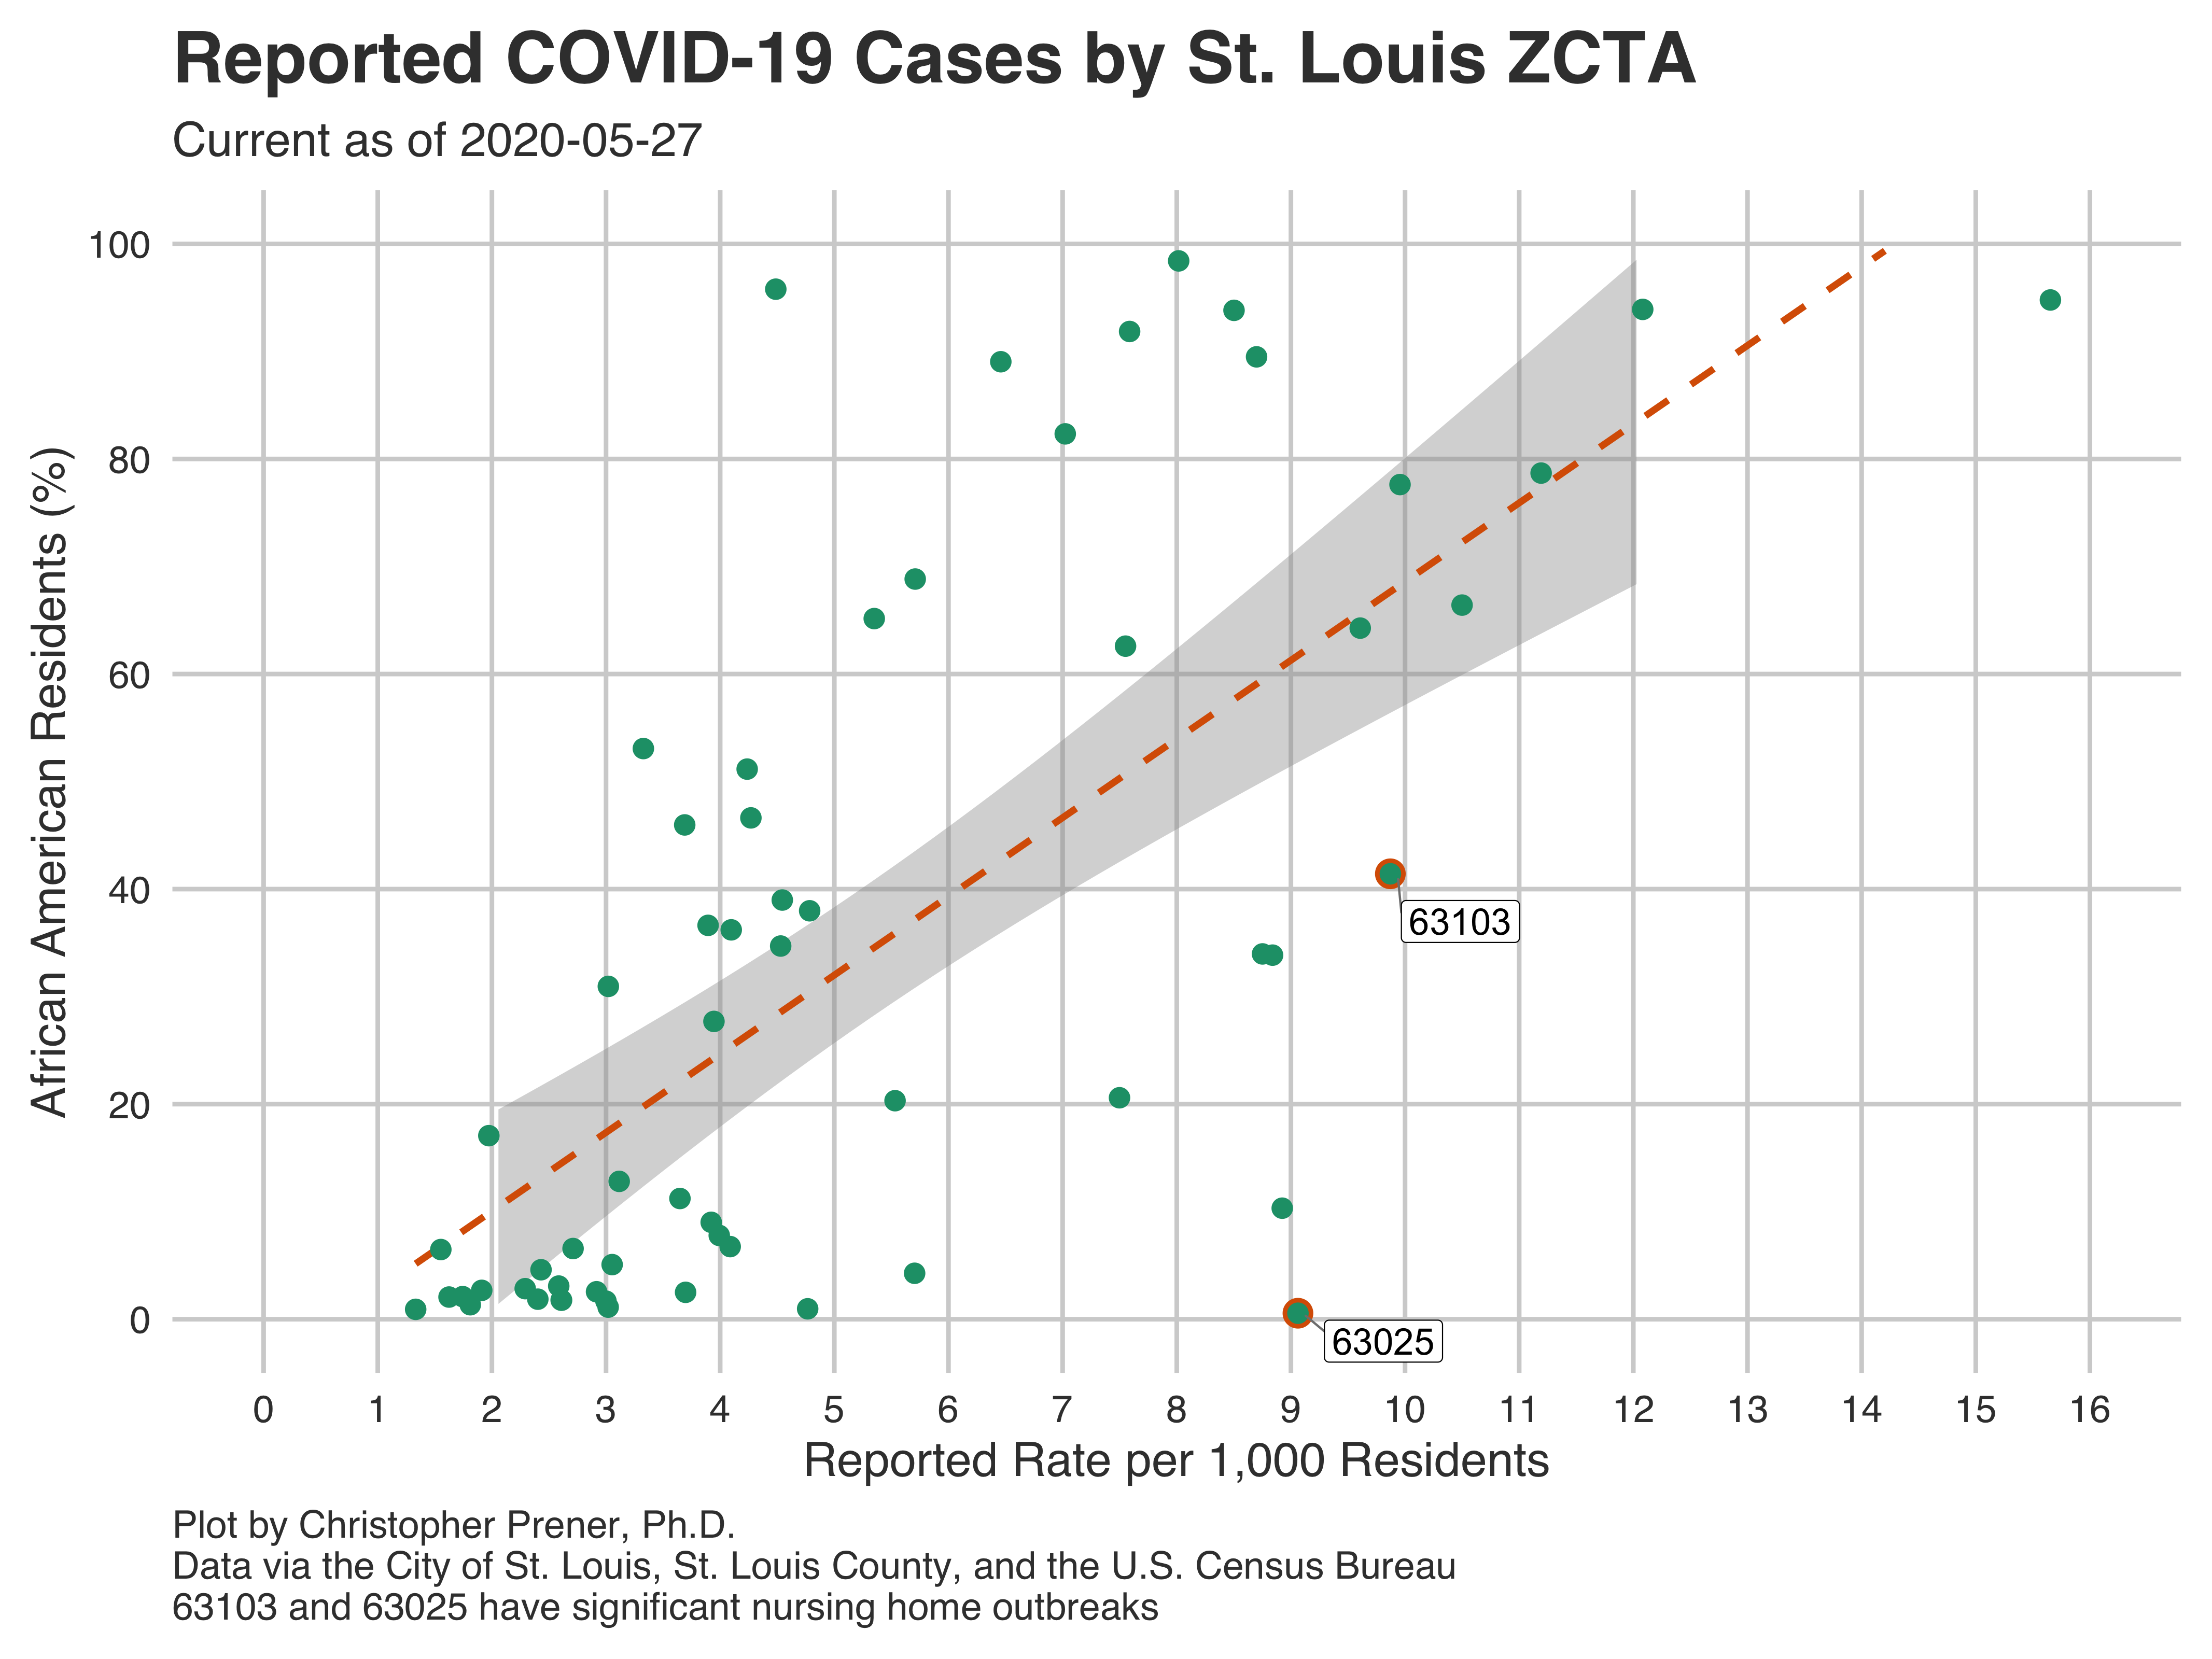 Reported COVID-19 Cases by St. Louis ZCTA
Current as of 2020-05-27
African American Residents (%)
100
80
60
40
20
0
63103
63025
0 1 2 3 4 5 6 7 8 9 10 11 12 13 14 15 16
Reported Rate per 1,000 Residents
Plot by Christopher Prener, Ph.D.
Data via the City of St. Louis, St. Louis County, and the U.S. Census Bureau
63103 and 63025 have significant nursing home outbreaks